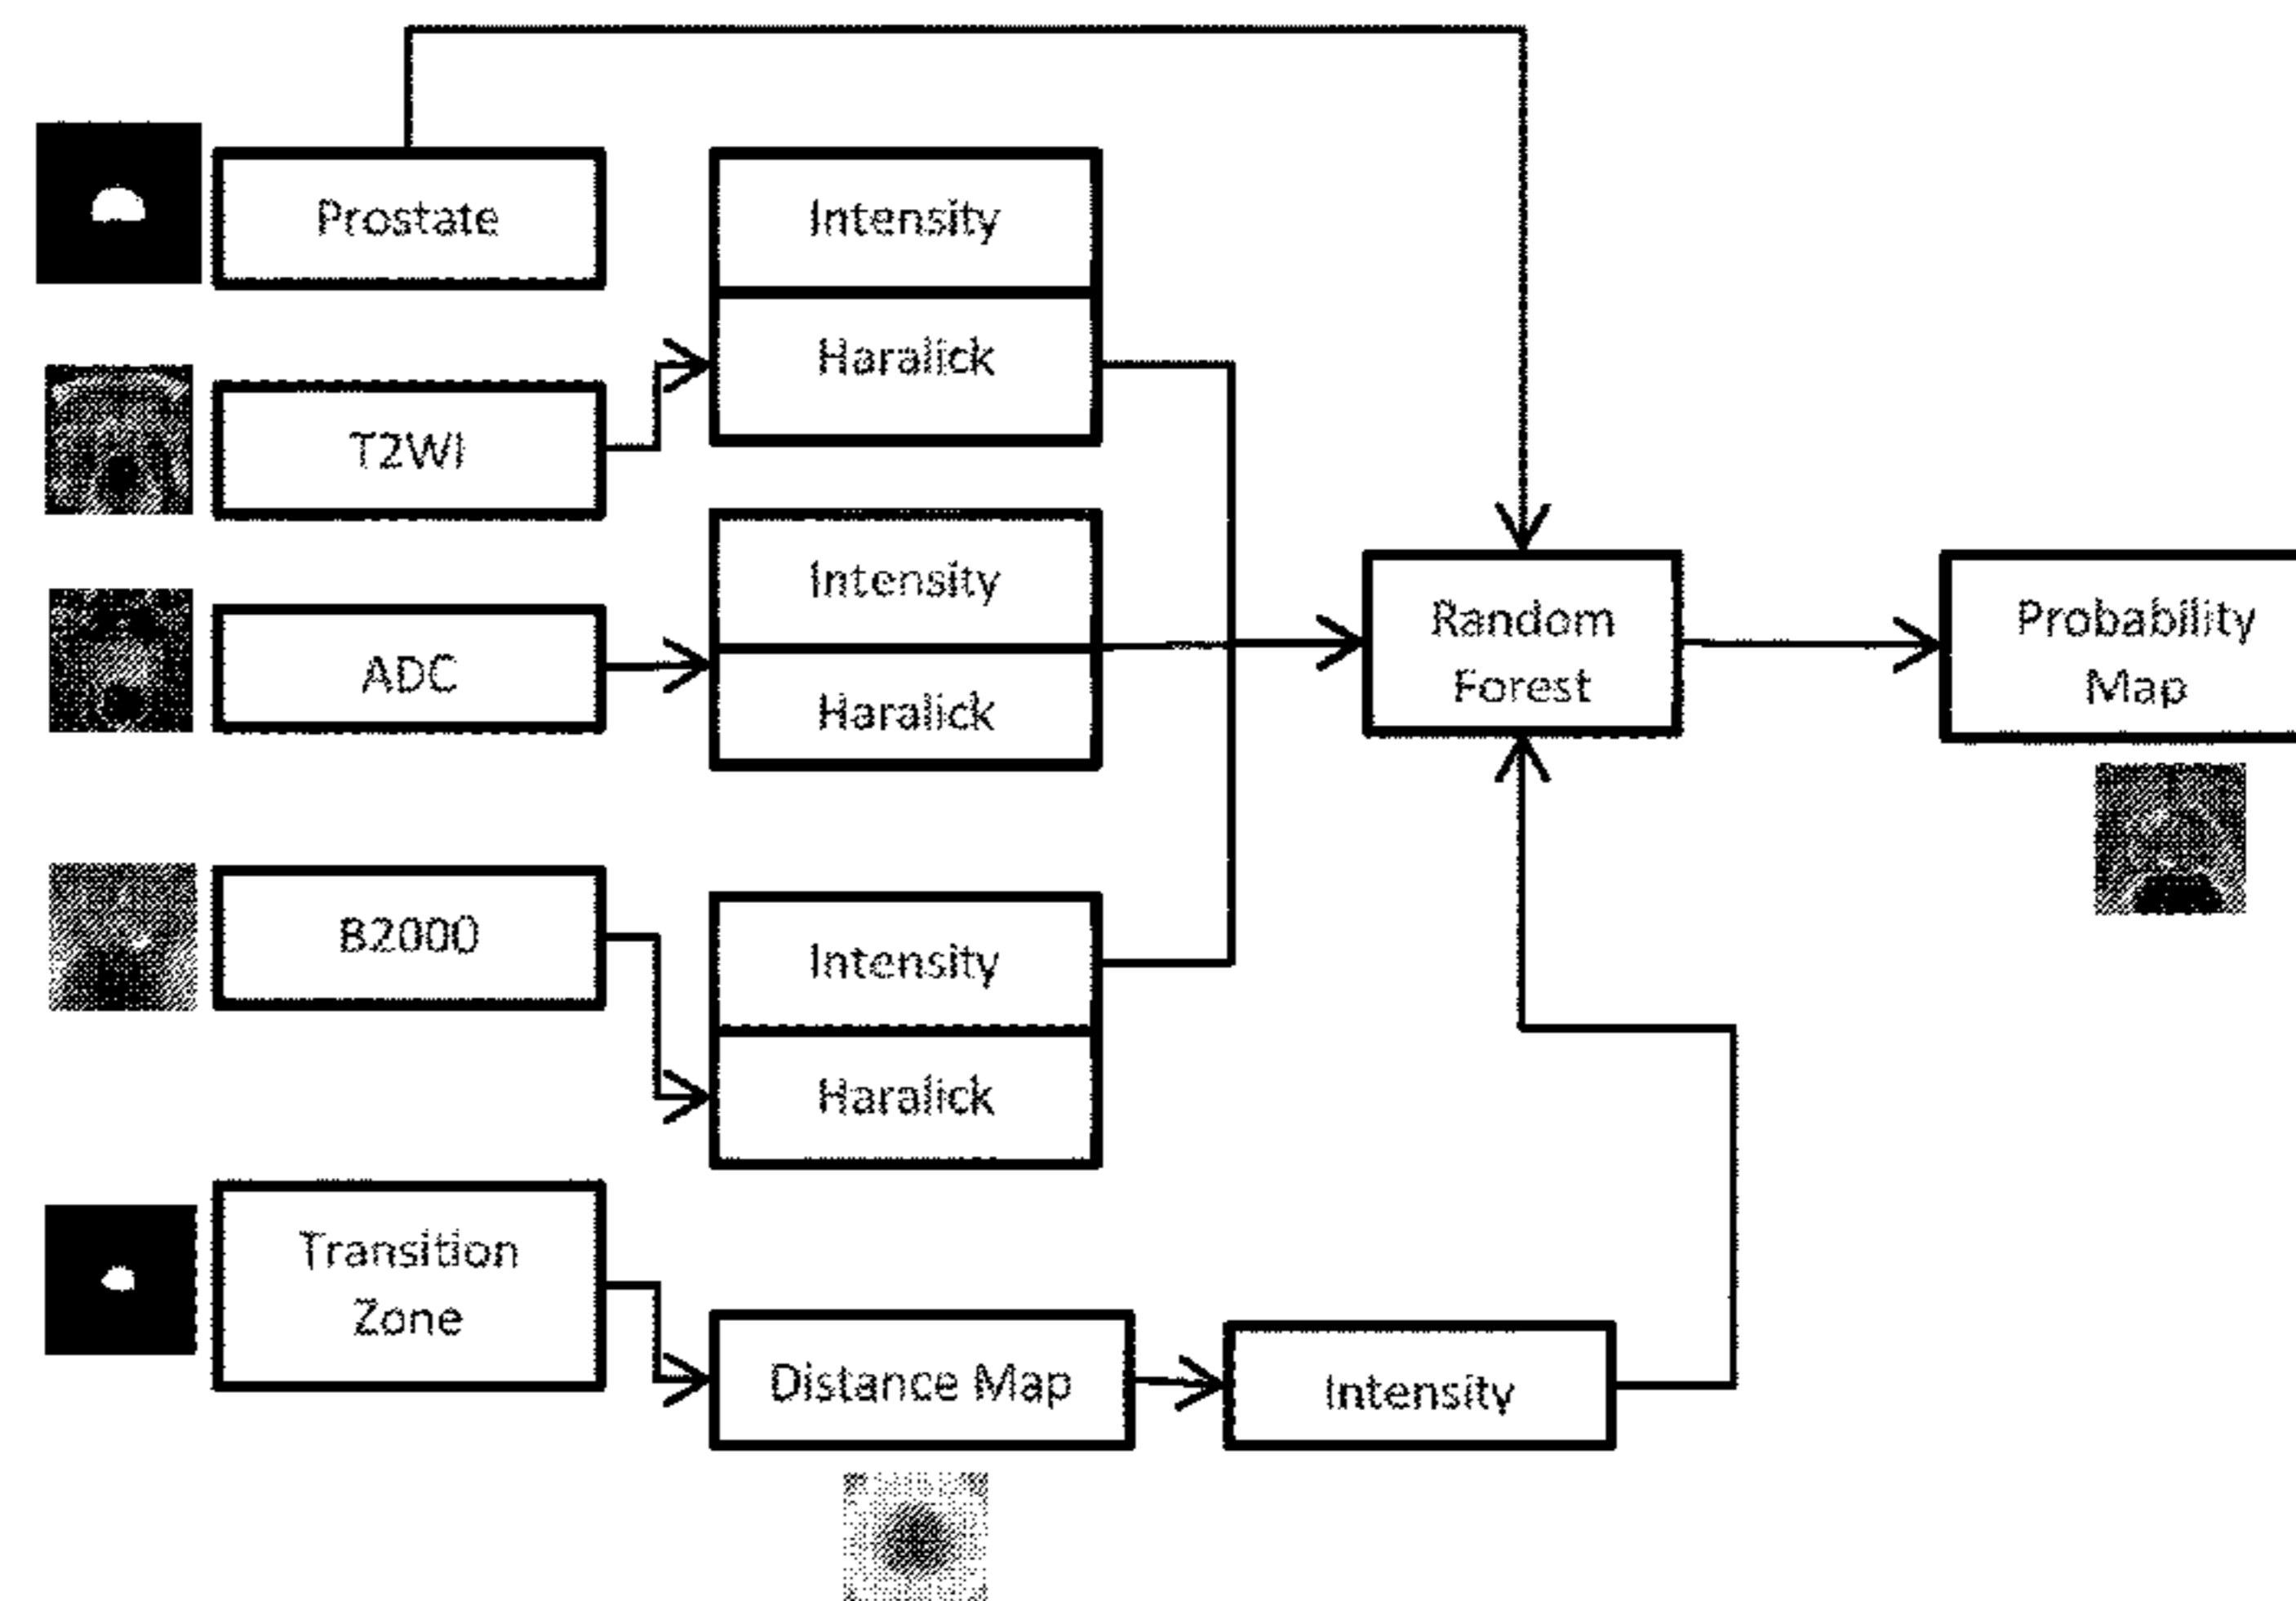 Prostate
Intensity
Haralick
T2WI
Intensity
Haralick
ADC
Random
Forest
Probability
Map
B2000
Intensity
Haralick
Transition
Zone
Distance Map
Intensity